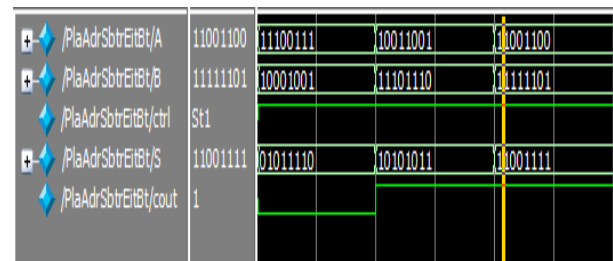 /PlaAdrSbtrEitBt/A 11001100 11100111 10011001 11001100
/PlaAdrSbtrEitBt/B 11111101 10001001 11101110 11111101
/PlaAdrSbtrEitBt/ctrl St1
/PlaAdrSbtrEitBt/S 11001111 01011110 10101011 11001111
/PlaAdrSbtrEitBt/cout 1